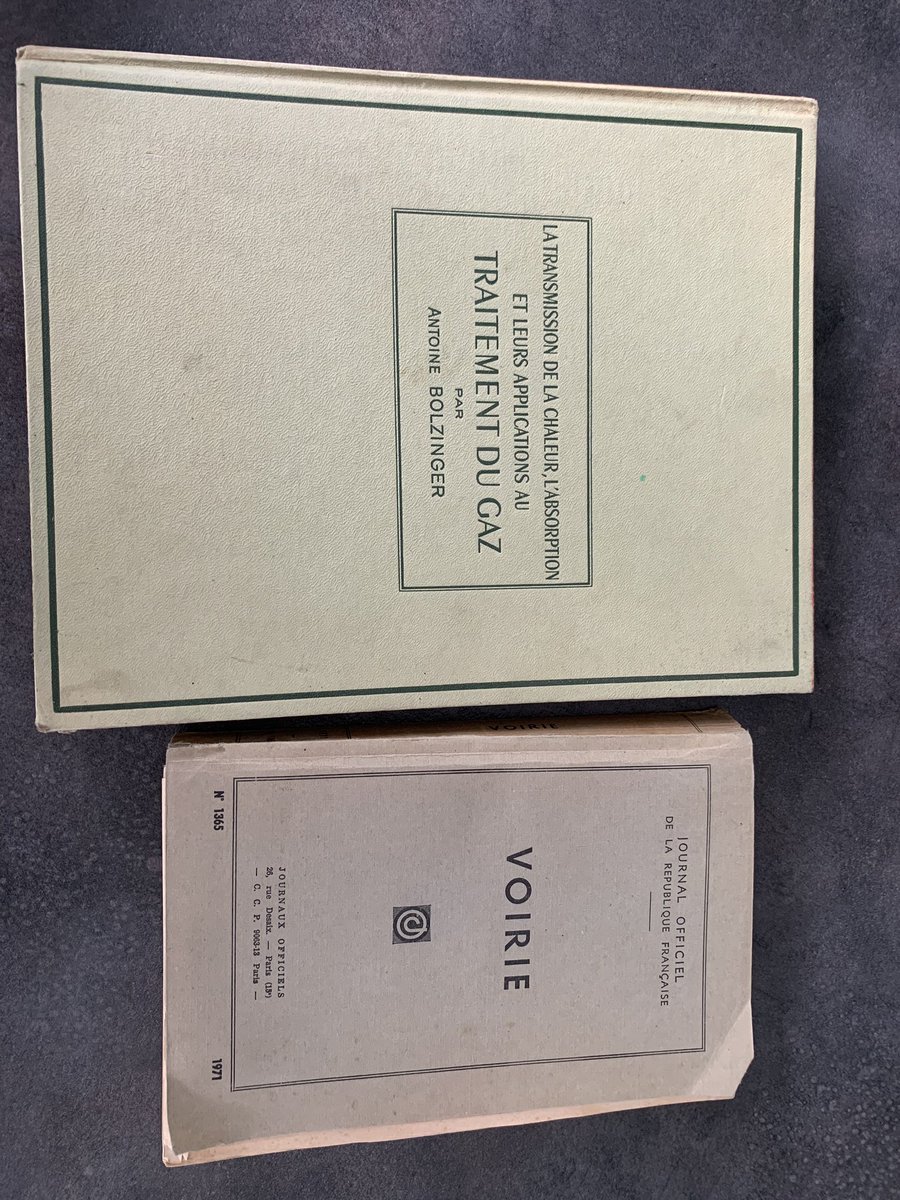 LA TRANSMISSION DE LA CHALEUR, L'ABSORPTION
ET LEURS APPLICATIONS AU
TRAITEMENT DU GAZ
PAR
ANTOINE BOLZINGER
VOIRIE
JOURNAL OFFICIEL
DE LA REPUBLIQUE FRANÇAISE
VOIRIE
JOURNAUX OFFICIELS
26, rue Desaix. — Paris (15e)
— C. C. P. 9063-13 Paris —
N° 1365
1971